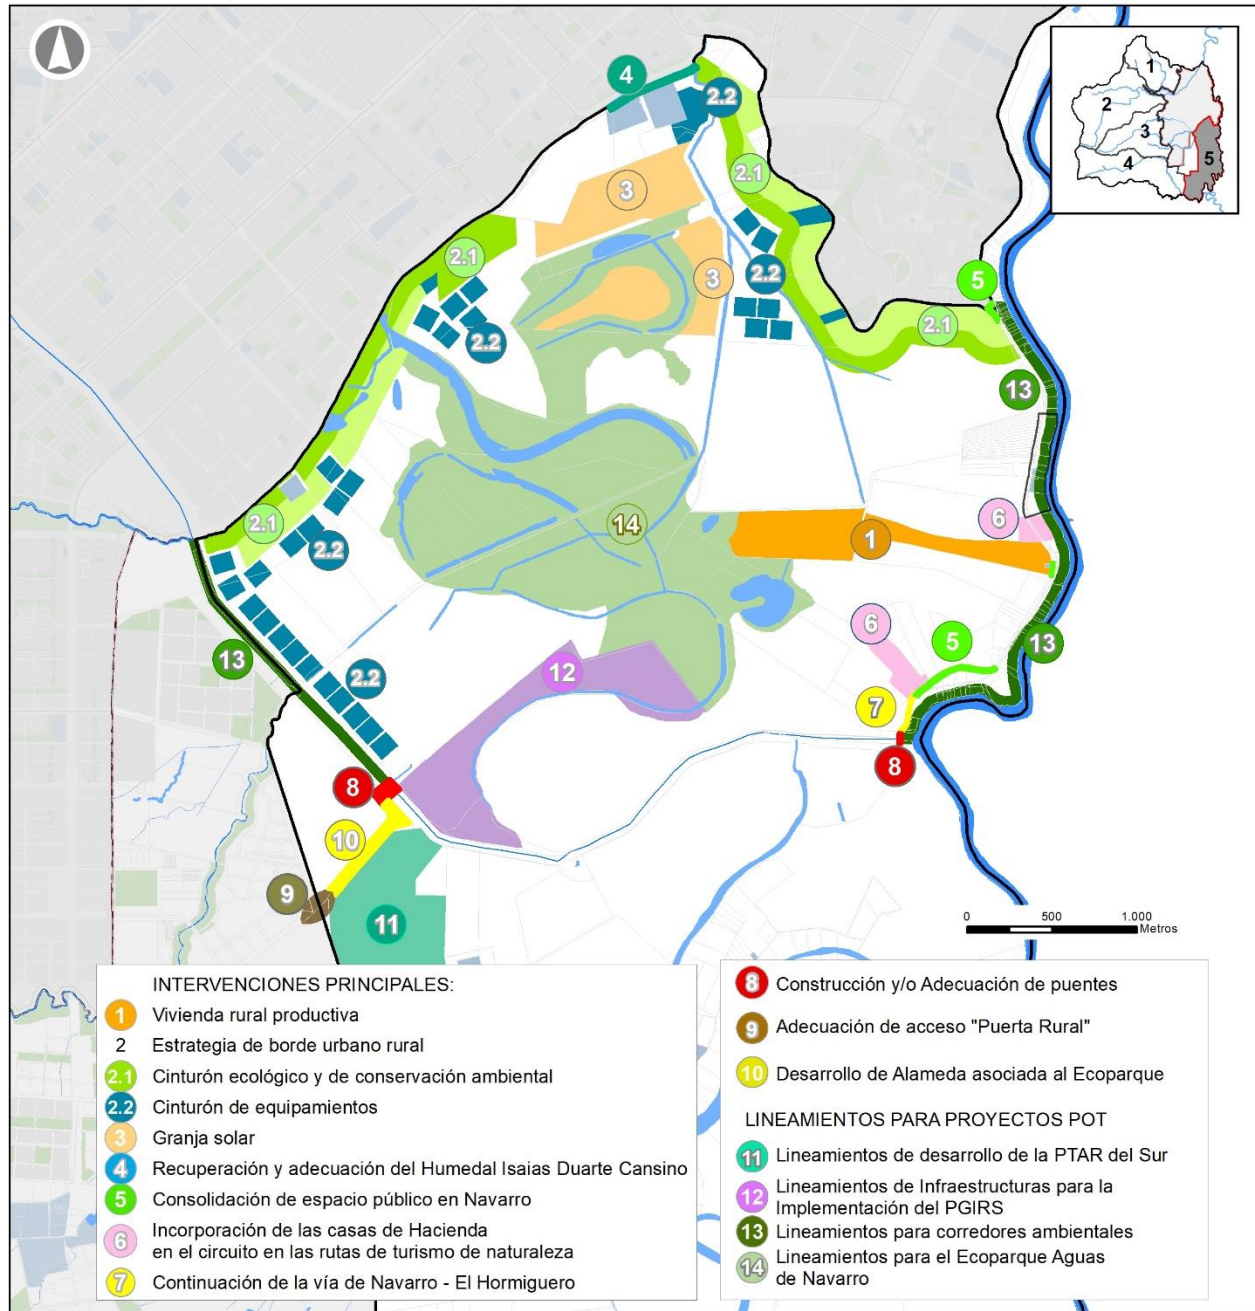 4
2.2
1
2
3
4
5
2.1
3
2.1
3
2.2
5
2.1
2.2
13
14
6
1
2.1
2.2
6
5
13
13
12
2.2
7
8
8
10
9
11
0 500 1.000
Metros
INTERVENCIONES PRINCIPALES:
1 Vivienda rural productiva
2 Estrategia de borde urbano rural
2.1 Cinturón ecológico y de conservación ambiental
2.2 Cinturón de equipamientos
3 Granja solar
4 Recuperación y adecuación del Humedal Isaias Duarte Cansino
5 Consolidación de espacio público en Navarro
6 Incorporación de las casas de Hacienda
en el circuito en las rutas de turismo de naturaleza
7 Continuación de la vía de Navarro - El Hormiguero
8 Construcción y/o Adecuación de puentes
9 Adecuación de acceso "Puerta Rural"
10 Desarrollo de Alameda asociada al Ecoparque
LINEAMIENTOS PARA PROYECTOS POT
11 Lineamientos de desarrollo de la PTAR del Sur
12 Lineamientos de Infraestructuras para la
Implementación del PGIRS
13 Lineamientos para corredores ambientales
14 Lineamientos para el Ecoparque Aguas
de Navarro